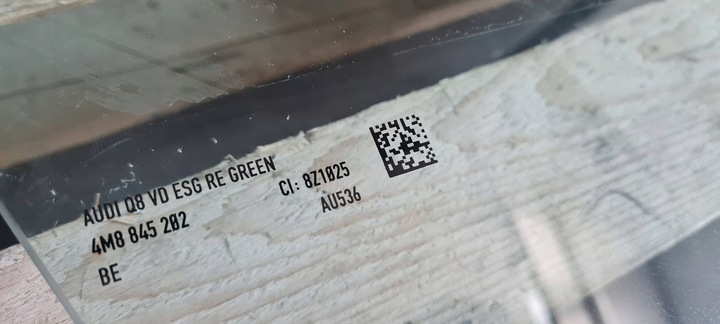 AUDI Q8 VD ESG RE GREEN
4M8 845 202
BE
CI: 8Z1025
AU536